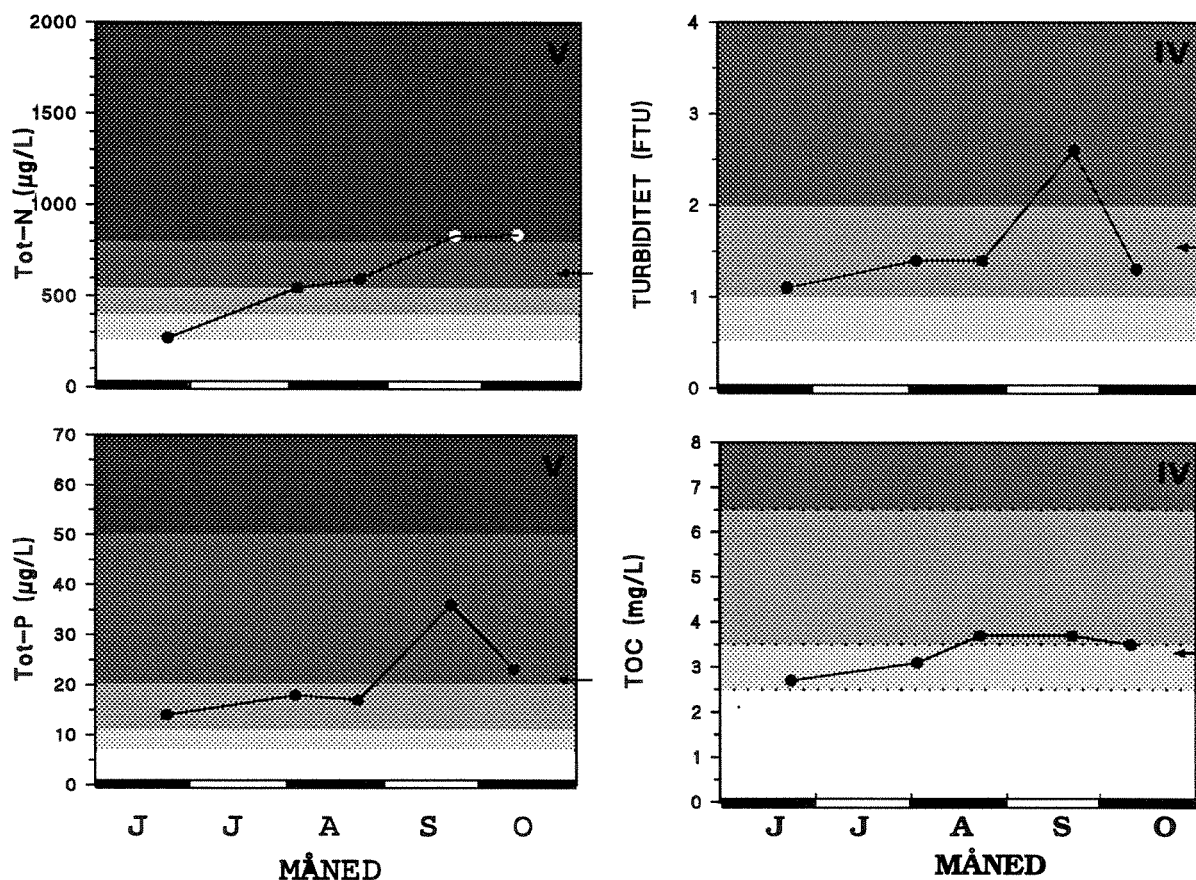 Tot-N (µg/L)
2000
1500
1000
500
0
V
TURBIDITET (FTU)
4
3
2
1
0
IV
Tot-P (µg/L)
70
60
50
40
30
20
10
0
V
J J A S O
MÅNED
TOC (mg/L)
8
7
6
5
4
3
2
1
0
IV
J J A S O
MÅNED